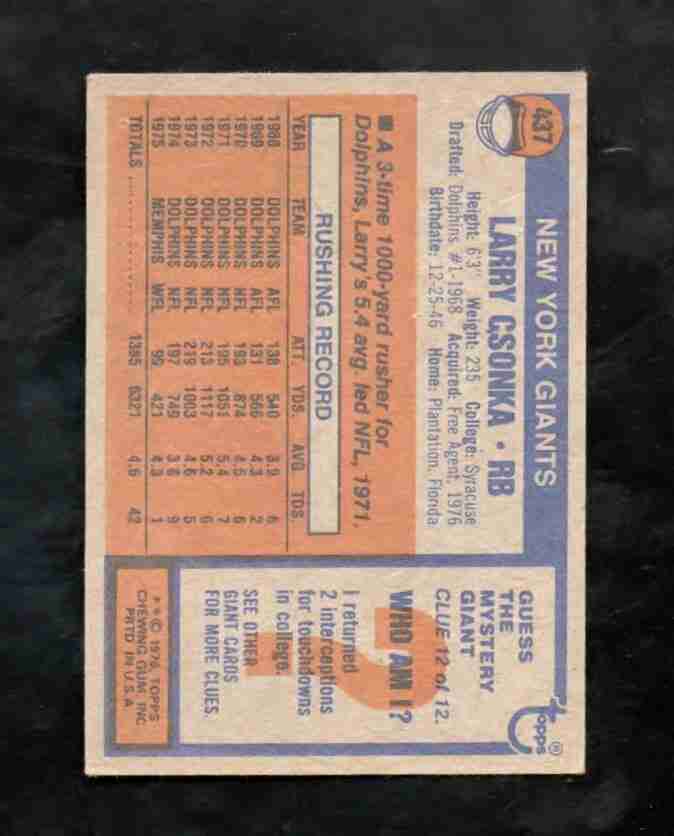 437
NEW YORK GIANTS
LARRY CSONKA • RB
Height: 6'3" Weight: 235 College: Syracuse
Drafted: Dolphins #1-1968 Acquired: Free Agent, 1976
Birthdate: 12-25-46 Home: Plantation, Florida
■ A 3-time 1000-yard rusher for
Dolphins, Larry's 5.4 avg. led NFL, 1971.
RUSHING RECORD
YEAR TEAM ATT. YDS. AVG. TDS.
1968 DOLPHINS AFL 138 540 3.9 6
1969 DOLPHINS AFL 131 566 4.3 2
1970 DOLPHINS NFL 193 874 4.5 6
1971 DOLPHINS NFL 195 1051 5.4 7
1972 DOLPHINS NFL 213 1117 5.2 6
1973 DOLPHINS NFL 219 1003 4.6 5
1974 DOLPHINS NFL 197 749 3.8 9
1975 MEMPHIS WFL 99 421 4.3 1
TOTALS 1385 6321 4.6 42
topps®
GUESS
THE
MYSTERY
GIANT
CLUE 12 of 12.
WHO AM I?
I returned
2 interceptions
for touchdowns
in college.
SEE OTHER
GIANT CARDS
FOR MORE CLUES.
?
** © 1976, TOPPS
CHEWING GUM, INC.
PRTD. IN U.S.A.